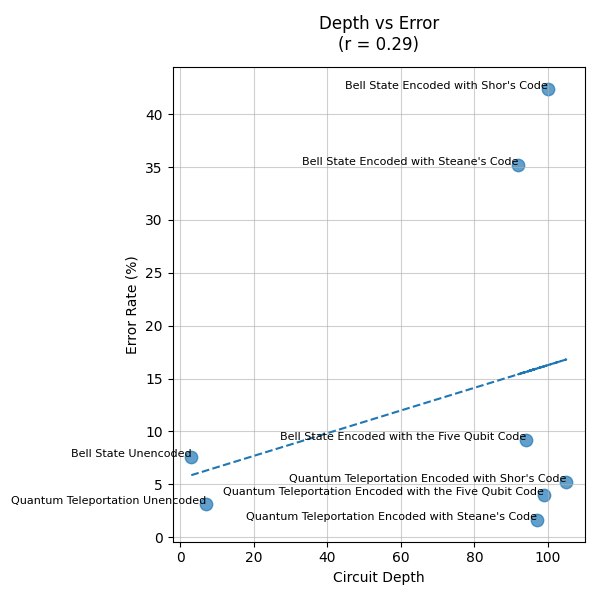 Depth vs Error
(r = 0.29)
Error Rate (%)
40
35
30
25
20
15
10
5
0
Bell State Encoded with Shor's Code
Bell State Encoded with Steane's Code
Bell State Encoded with the Five Qubit Code
Bell State Unencoded
Quantum Teleportation Encoded with Shor's Code
Quantum Teleportation Encoded with the Five Qubit Code
Quantum Teleportation Unencoded
Quantum Teleportation Encoded with Steane's Code
0 20 40 60 80 100
Circuit Depth